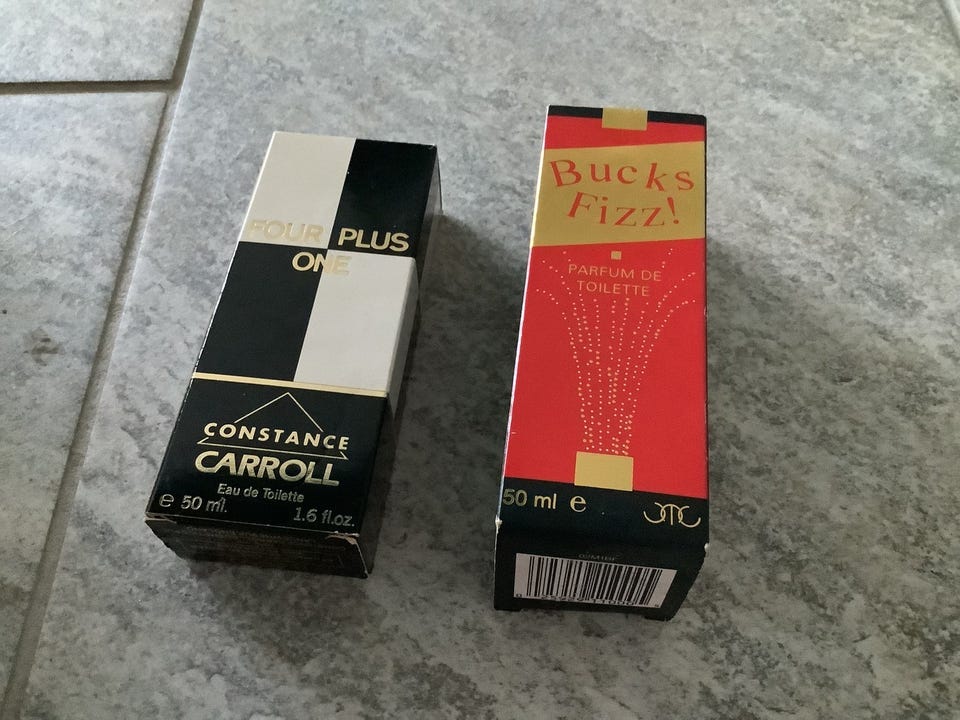 FOUR PLUS
ONE
CONSTANCE
CARROLL
Eau de Toilette
e 50 ml.
1.6 fl.oz.
Bucks
Fizz!
PARFUM DE
TOILETTE
50 ml e